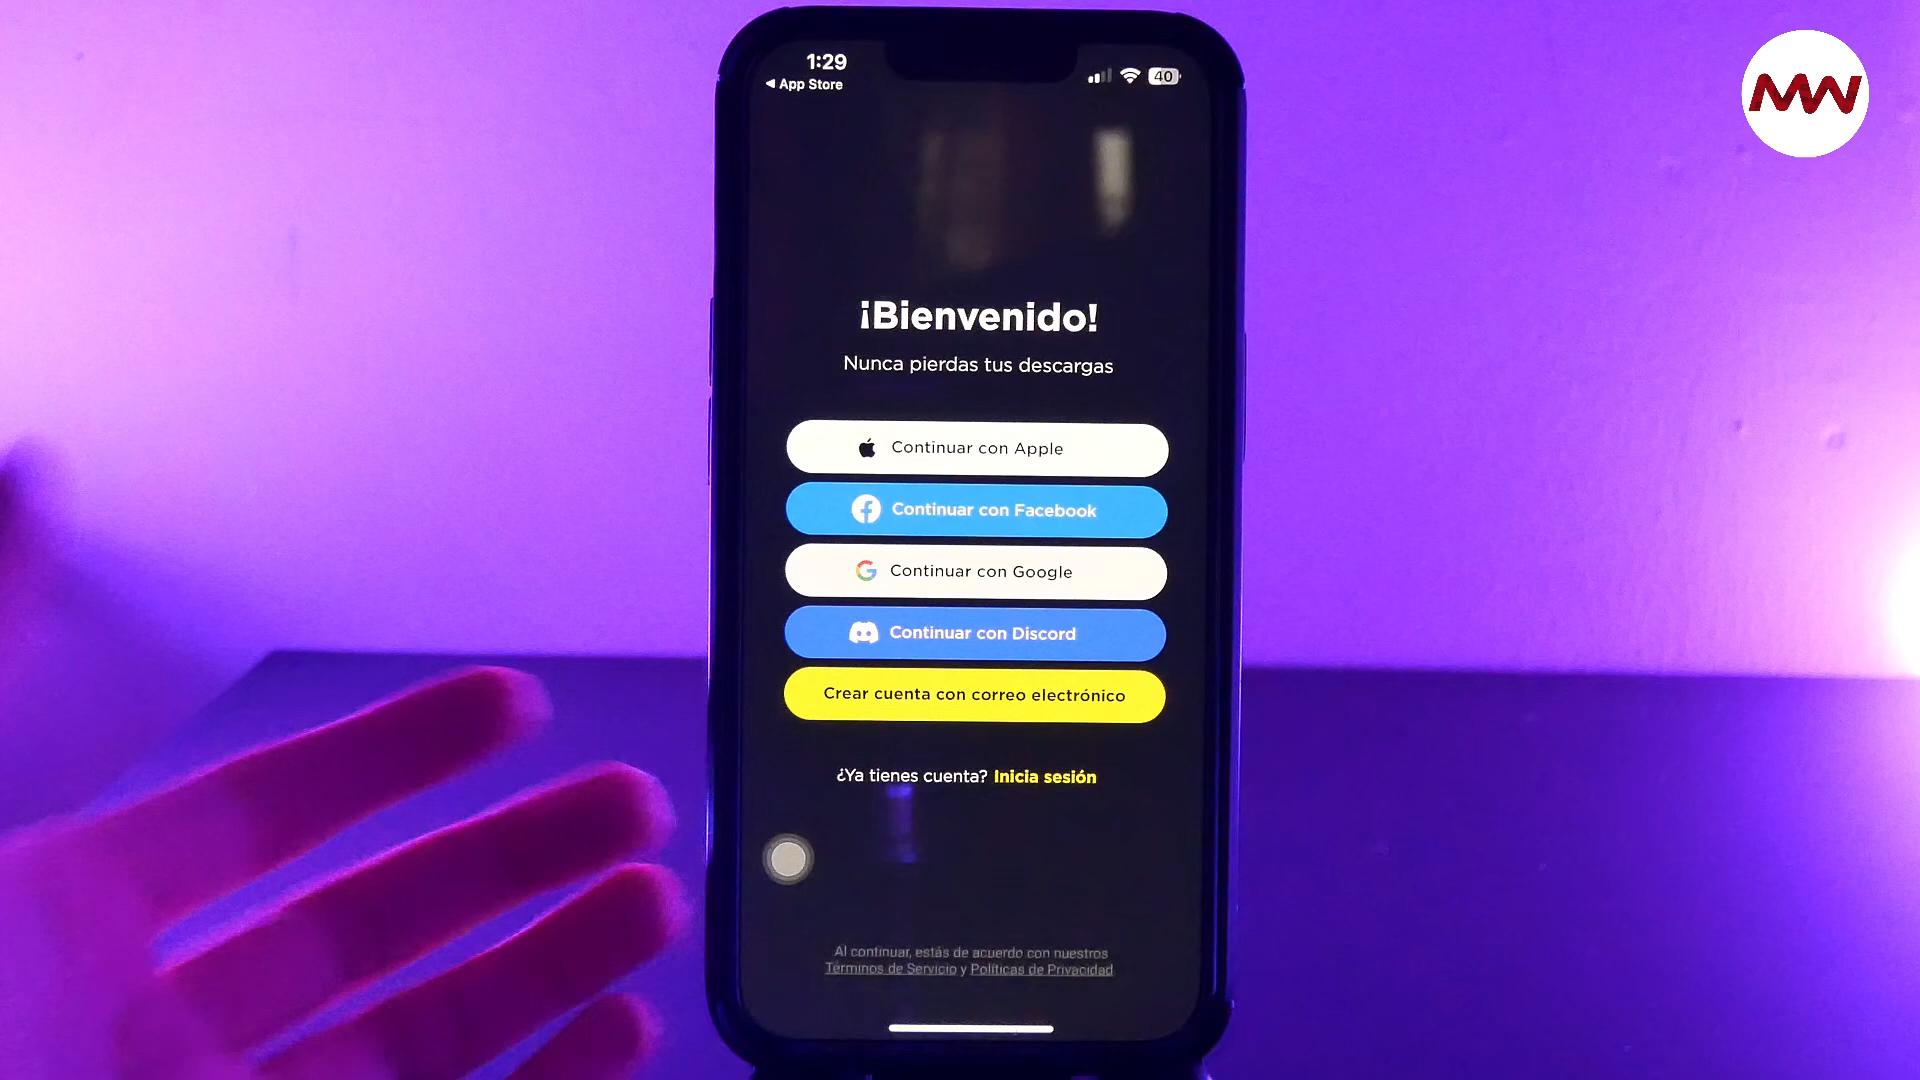 MW
1:29
40
◀ App Store
¡Bienvenido!
Nunca pierdas tus descargas
Continuar con Apple
Continuar con Facebook
Continuar con Google
Continuar con Discord
Crear cuenta con correo electrónico
¿Ya tienes cuenta? Inicia sesión
Al continuar, estás de acuerdo con nuestros
Términos de Servicio y Políticas de Privacidad